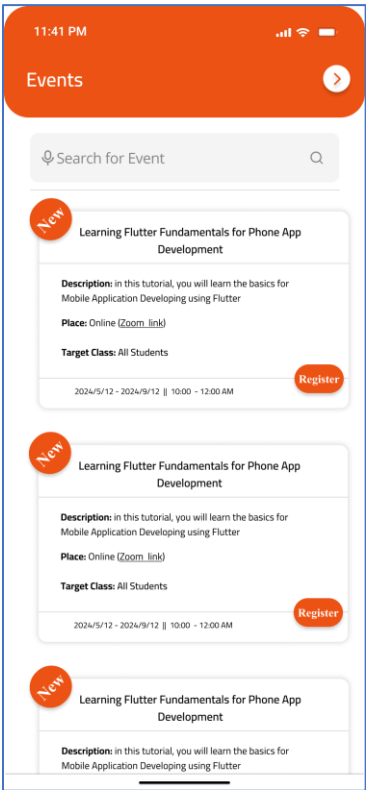 11:41 PM
Events
Search for Event
New
Learning Flutter Fundamentals for Phone App
Development
Description: in this tutorial, you will learn the basics for
Mobile Application Developing using Flutter
Place: Online (Zoom link)
Target Class: All Students
Register
2024/5/12 - 2024/9/12 || 10:00 - 12:00 AM
New
Learning Flutter Fundamentals for Phone App
Development
Description: in this tutorial, you will learn the basics for
Mobile Application Developing using Flutter
Place: Online (Zoom link)
Target Class: All Students
Register
2024/5/12 - 2024/9/12 || 10:00 - 12:00 AM
New
Learning Flutter Fundamentals for Phone App
Development
Description: in this tutorial, you will learn the basics for
Mobile Application Developing using Flutter